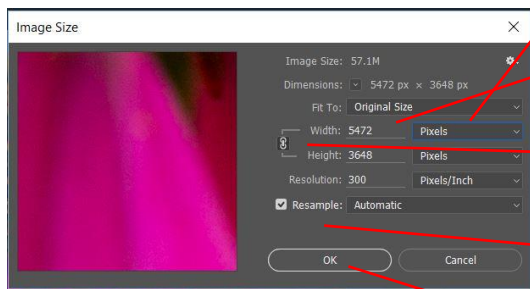 Image Size
Image Size: 57.1M
Dimensions: 5472 px × 3648 px
Fit To: Original Size
Width: 5472 Pixels
Height: 3648 Pixels
Resolution: 300 Pixels/Inch
Resample: Automatic
OK Cancel